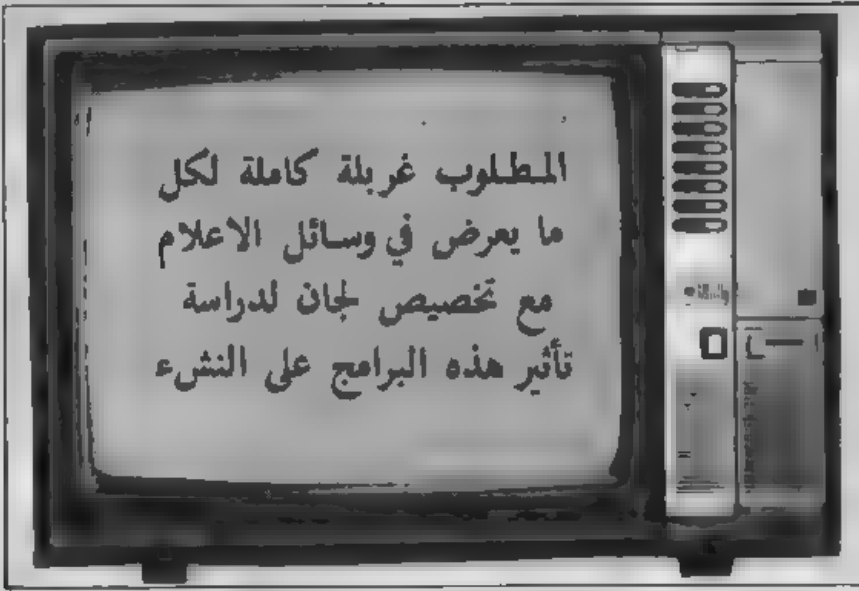 المطلوب غربلة كاملة لكل
ما يعرض في وسائل الاعلام
مع تخصيص لجان لدراسة
تأثير هذه البرامج على النشء